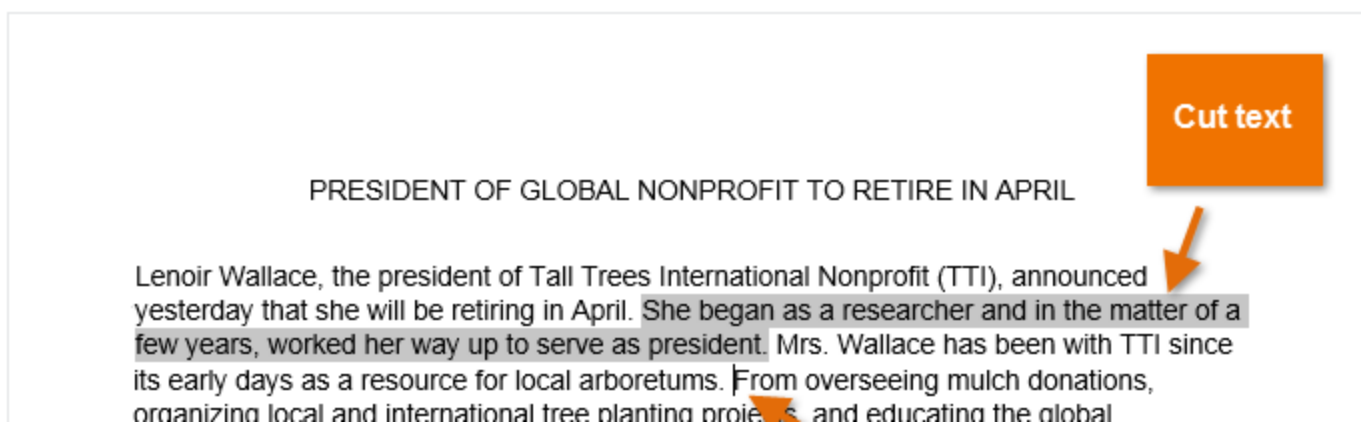 Cut text
PRESIDENT OF GLOBAL NONPROFIT TO RETIRE IN APRIL
Lenoir Wallace, the president of Tall Trees International Nonprofit (TTI), announced
yesterday that she will be retiring in April. She began as a researcher and in the matter of a
few years, worked her way up to serve as president. Mrs. Wallace has been with TTI since
its early days as a resource for local arboretums. From overseeing mulch donations,
organizing local and international tree planting projects, and educating the global